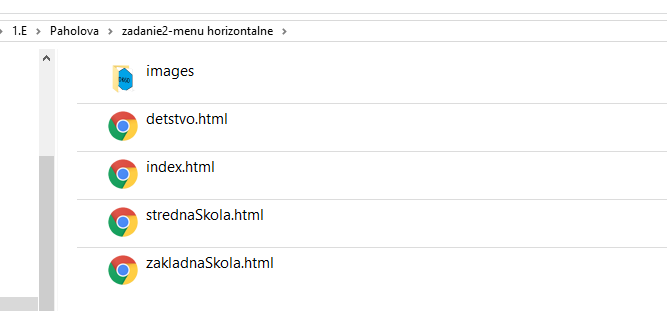 1.E > Paholova > zadanie2-menu horizontalne >
images
detstvo.html
index.html
strednaSkola.html
zakladnaSkola.html